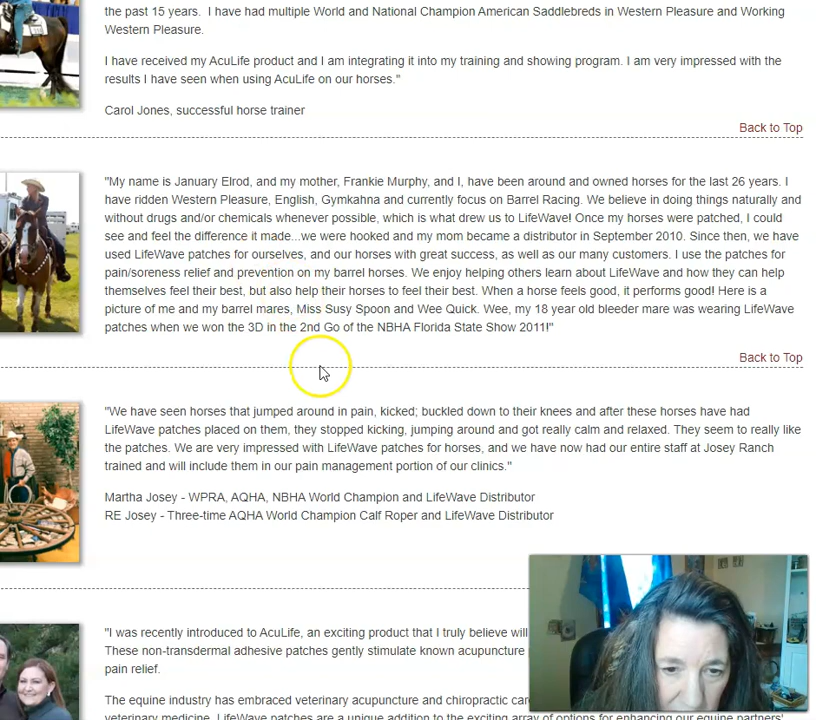 the past 15 years.  I have had multiple World and National Champion American Saddlebreds in Western Pleasure and Working
Western Pleasure.
I have received my AcuLife product and I am integrating it into my training and showing program. I am very impressed with the
results I have seen when using AcuLife on our horses."
Carol Jones, successful horse trainer
Back to Top
"My name is January Elrod, and my mother, Frankie Murphy, and I, have been around and owned horses for the last 26 years. I
have ridden Western Pleasure, English, Gymkahna and currently focus on Barrel Racing. We believe in doing things naturally and
without drugs and/or chemicals whenever possible, which is what drew us to LifeWave! Once my horses were patched, I could
see and feel the difference it made...we were hooked and my mom became a distributor in September 2010. Since then, we have
used LifeWave patches for ourselves, and our horses with great success, as well as our many customers. I use the patches for
pain/soreness relief and prevention on my barrel horses. We enjoy helping others learn about LifeWave and how they can help
themselves feel their best, but also help their horses to feel their best. When a horse feels good, it performs good! Here is a
picture of me and my barrel mares, Miss Susy Spoon and Wee Quick. Wee, my 18 year old bleeder mare was wearing LifeWave
patches when we won the 3D in the 2nd Go of the NBHA Florida State Show 2011!"
Back to Top
"We have seen horses that jumped around in pain, kicked; buckled down to their knees and after these horses have had
LifeWave patches placed on them, they stopped kicking, jumping around and got really calm and relaxed. They seem to really like
the patches. We are very impressed with LifeWave patches for horses, and we have now had our entire staff at Josey Ranch
trained and will include them in our pain management portion of our clinics."
Martha Josey - WPRA, AQHA, NBHA World Champion and LifeWave Distributor
RE Josey - Three-time AQHA World Champion Calf Roper and LifeWave Distributor
"I was recently introduced to AcuLife, an exciting product that I truly believe will
These non-transdermal adhesive patches gently stimulate known acupuncture
pain relief.
The equine industry has embraced veterinary acupuncture and chiropractic
veterinary medicine. LifeWave patches are a unique addition to the exciting array of options for enhancing our equine partners'